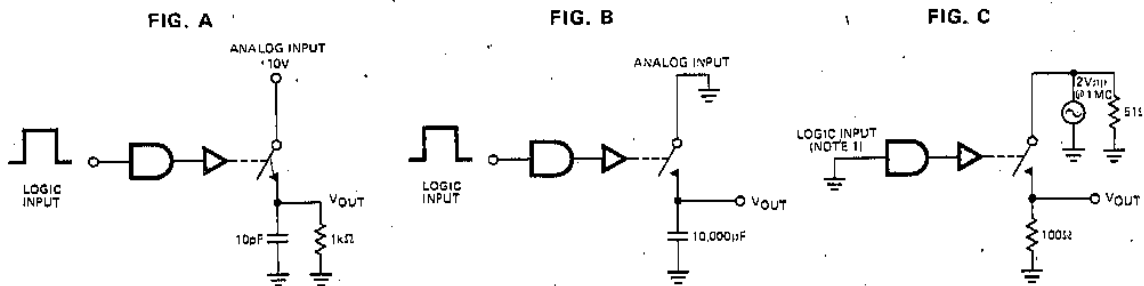 FIG. A
ANALOG INPUT
10V
LOGIC
INPUT
VOUT
10pF
1kΩ
FIG. B
ANALOG INPUT
LOGIC
INPUT
VOUT
10,000pF
FIG. C
2Vpp
@1MC
51Ω
LOGIC INPUT
(NOTE 1)
VOUT
100Ω